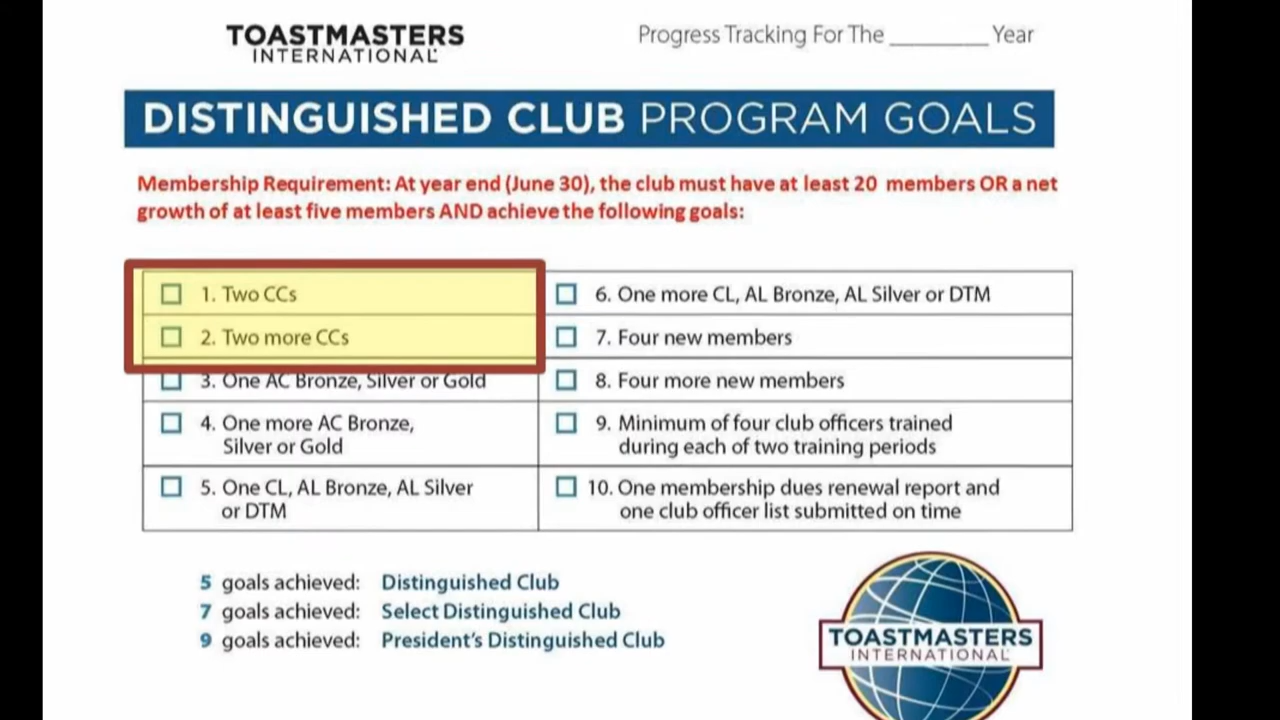 TOASTMASTERS
INTERNATIONAL
Progress Tracking For The ________ Year
DISTINGUISHED CLUB PROGRAM GOALS
Membership Requirement: At year end (June 30), the club must have at least 20 members OR a net
growth of at least five members AND achieve the following goals:
1. Two CCs
2. Two more CCs
3. One AC Bronze, Silver or Gold
4. One more AC Bronze,
Silver or Gold
5. One CL, AL Bronze, AL Silver
or DTM
6. One more CL, AL Bronze, AL Silver or DTM
7. Four new members
8. Four more new members
9. Minimum of four club officers trained
during each of two training periods
10. One membership dues renewal report and
one club officer list submitted on time
5 goals achieved: Distinguished Club
7 goals achieved: Select Distinguished Club
9 goals achieved: President's Distinguished Club
TOASTMASTERS
INTERNATIONAL